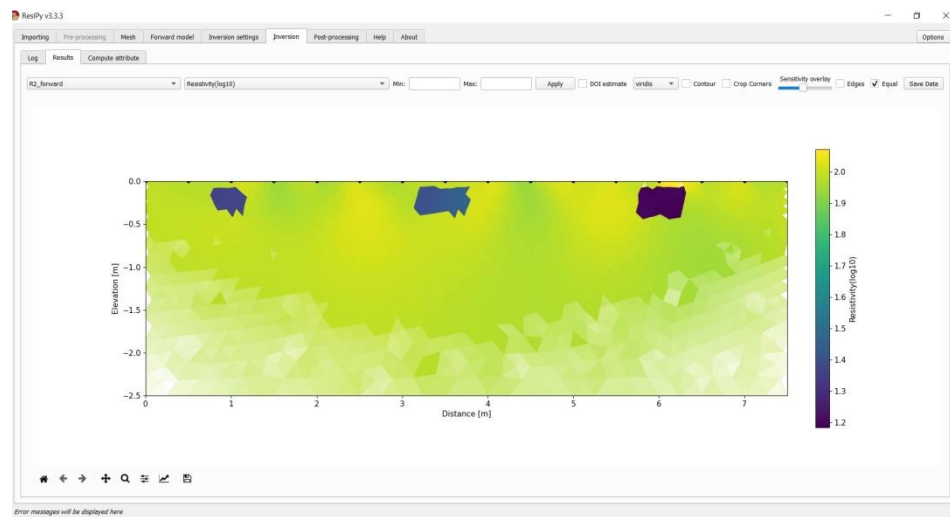 ResIPy v3.3.3
Importing Pre-processing Mesh Forward model Inversion settings Inversion Post-processing Help About Options
Log Results Compute attribute
R2_forward Resistivity(log10) Min: Max: Apply DOI estimate viridis Contour Crop Corners Sensitivity overlay Edges Equal Save Data
0.0
−0.5
−1.0
−1.5
−2.0
−2.5
Elevation [m]
0 1 2 3 4 5 6 7
Distance [m]
2.0
1.9
1.8
1.7
1.6
1.5
1.4
1.3
1.2
Resistivity(log10)
Error messages will be displayed here